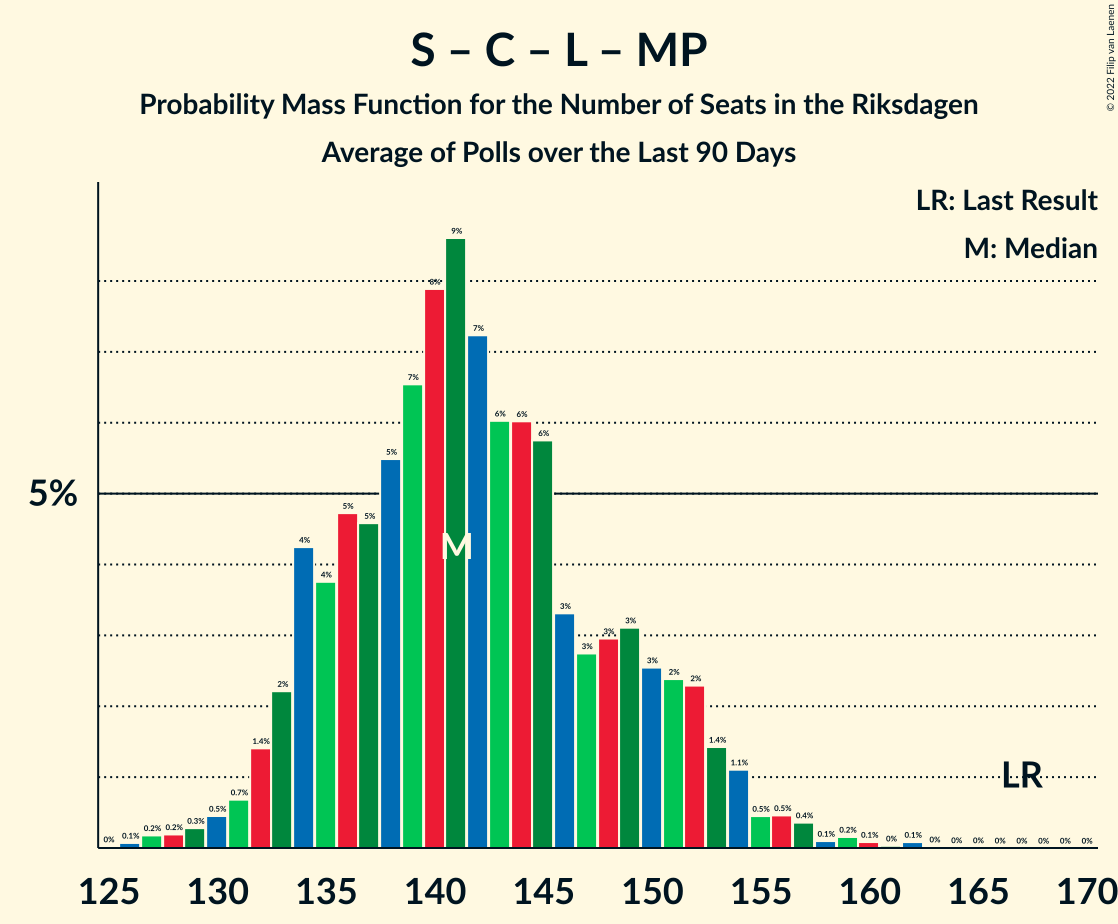 S – C – L – MP
Probability Mass Function for the Number of Seats in the Riksdagen
Average of Polls over the Last 90 Days
© 2022 Filip van Laenen
LR: Last Result
M: Median
5%
0% 0.1% 0.2% 0.2% 0.3% 0.5% 0.7% 1.4% 2% 4% 4% 5% 5% 5% 7% 8% 9% 7% 6% 6% 6% 3% 3% 3% 3% 3% 2% 2% 1.4% 1.1% 0.5% 0.5% 0.4% 0.1% 0.2% 0.1% 0% 0.1% 0% 0% 0% 0% 0% 0% 0% 0%
M
LR
125 130 135 140 145 150 155 160 165 170